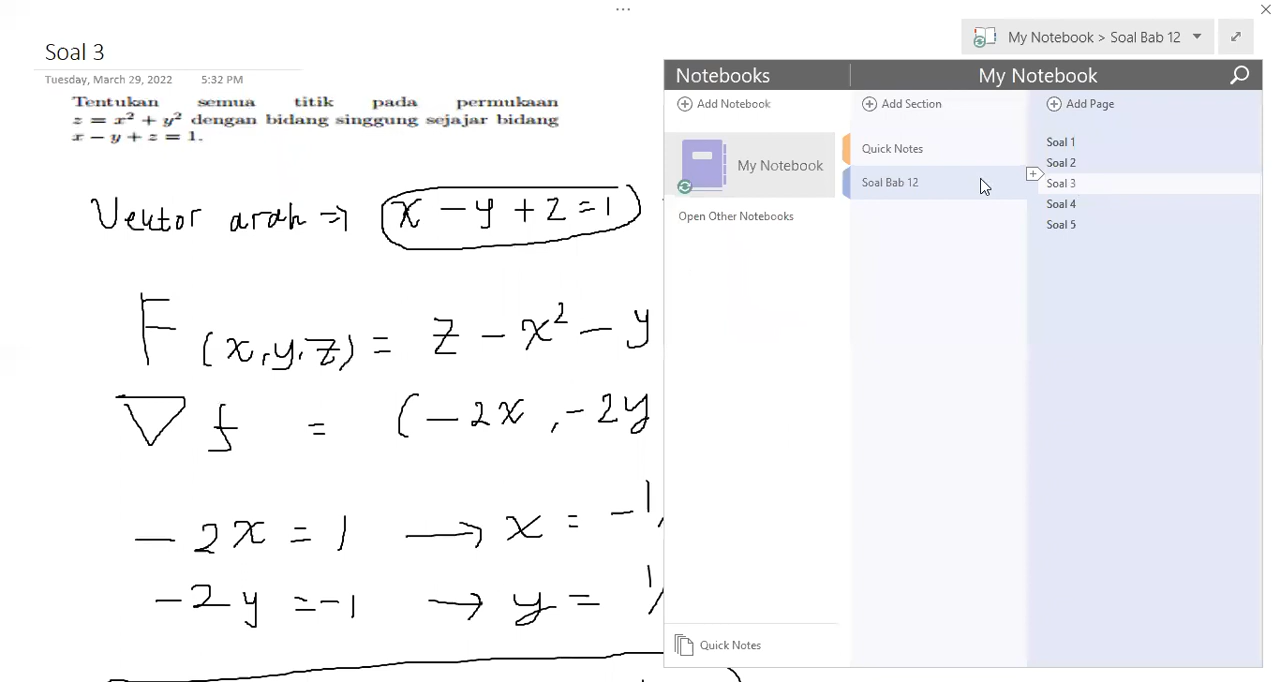 ...
My Notebook > Soal Bab 12
Soal 3
Tuesday, March 29, 2022 5:32 PM
Tentukan semua titik pada permukaan
z = x² + y² dengan bidang singgung sejajar bidang
x − y + z = 1.
Vektor arah ⇒ x − y + z = 1
F(x,y,z) = z − x² − y
∇ f = (−2x, −2y
−2x = 1 → x = −1/
−2y = −1 → y = 1/
Notebooks
My Notebook
Add Notebook
Add Section
Add Page
My Notebook
Open Other Notebooks
Quick Notes
Soal Bab 12
Soal 1
Soal 2
Soal 3
Soal 4
Soal 5
Quick Notes